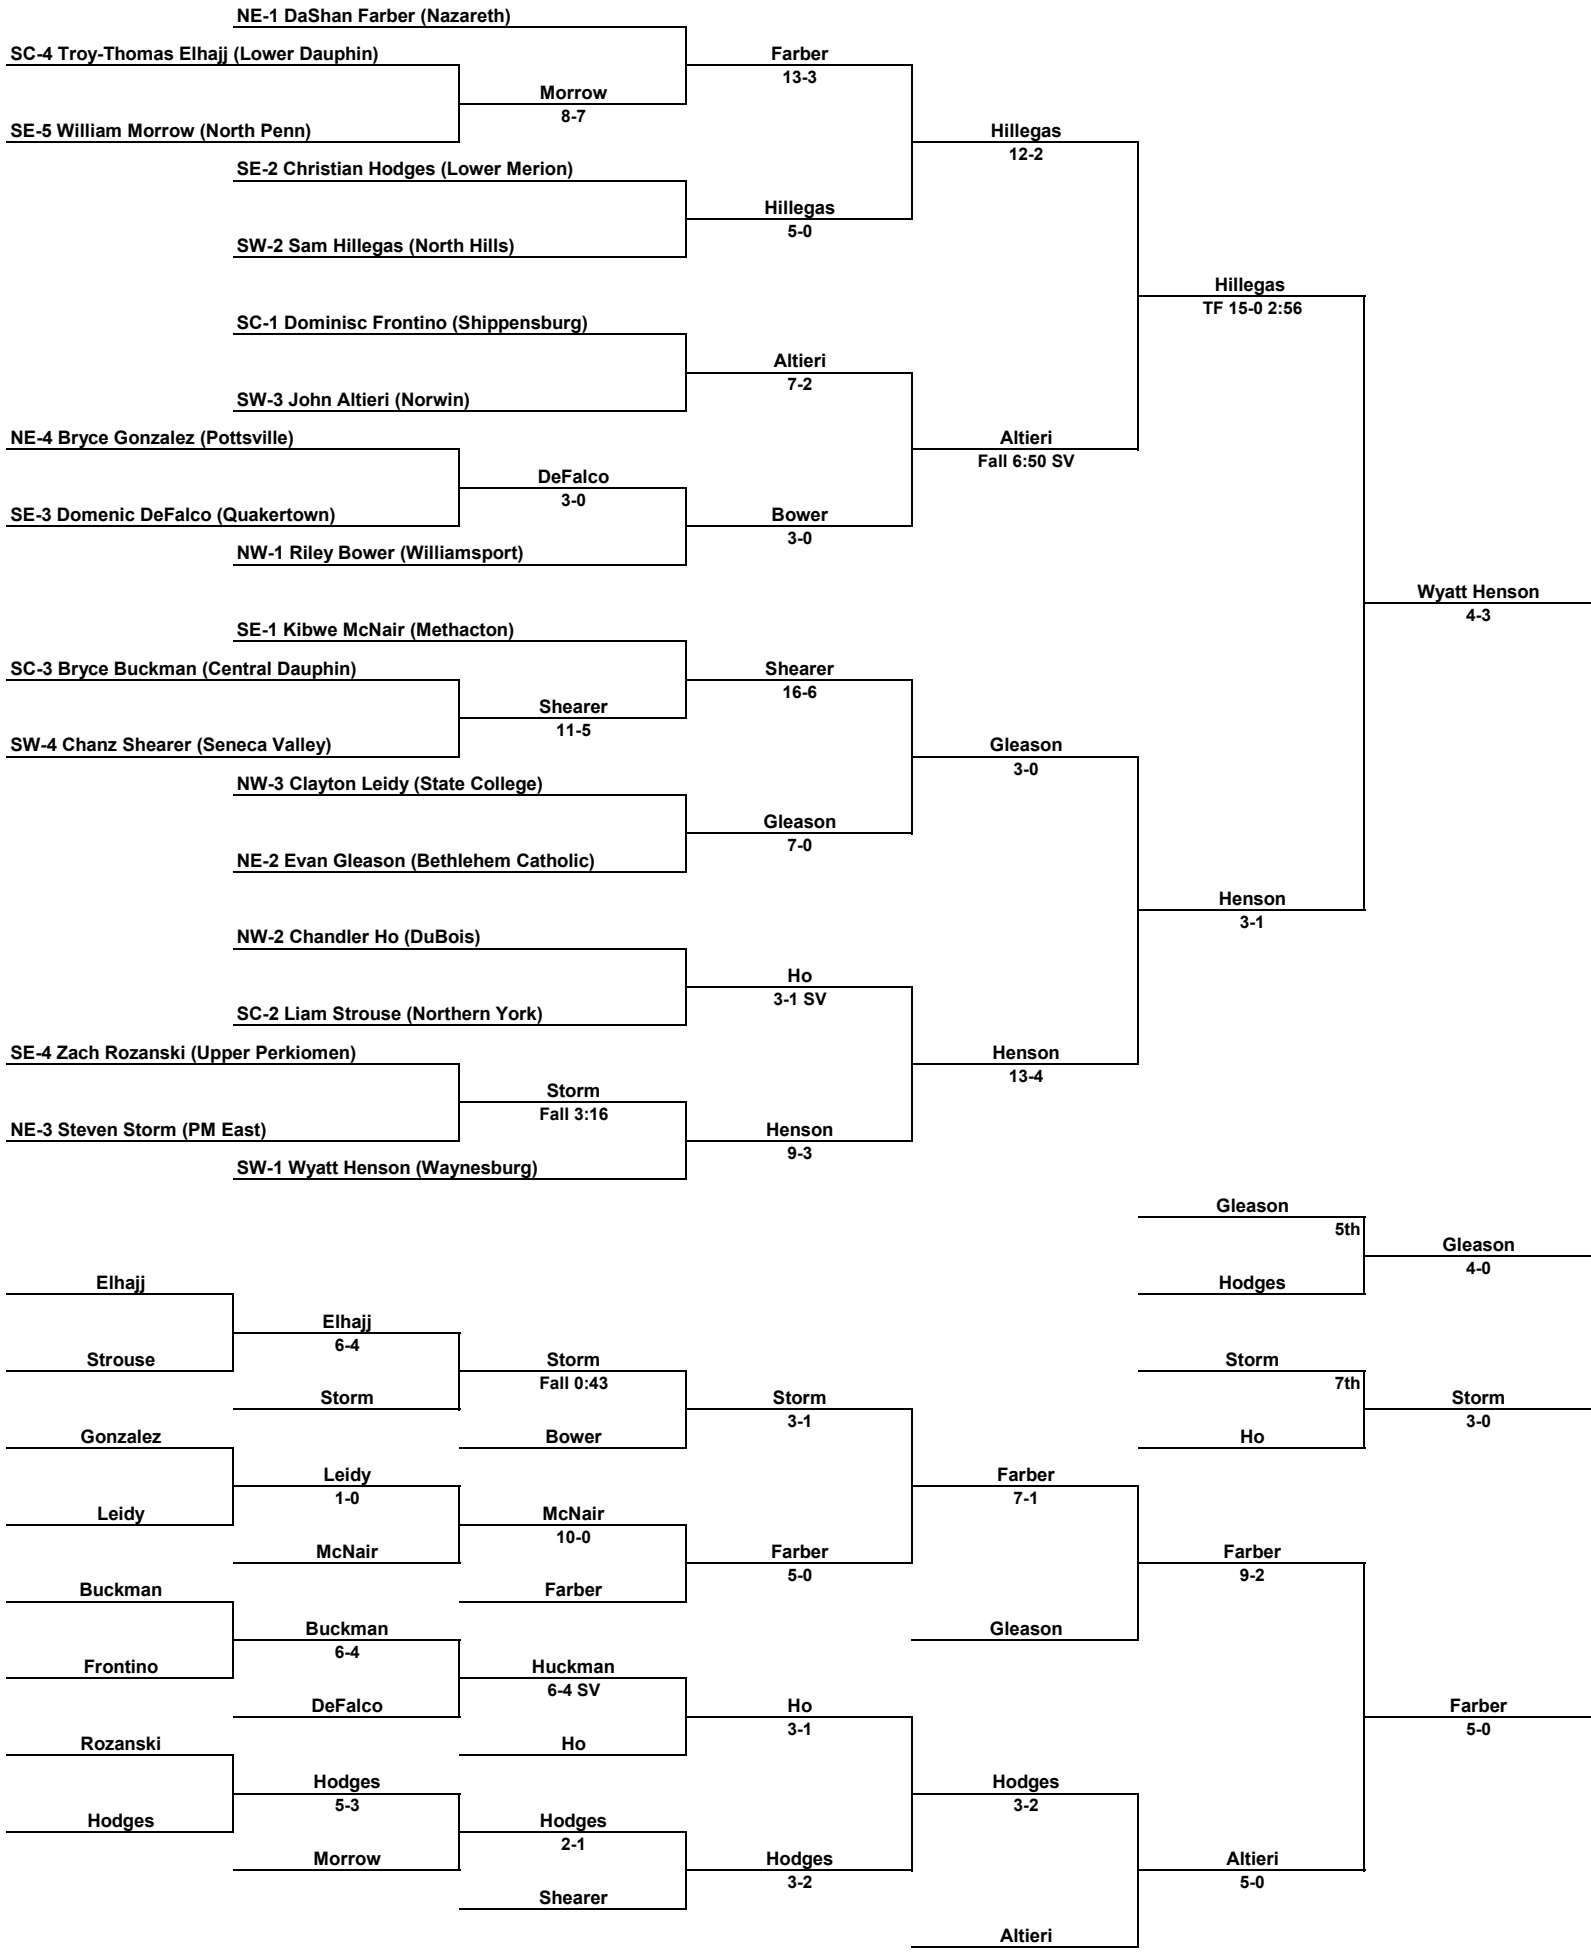 NE-1 DaShan Farber (Nazareth)
SC-4 Troy-Thomas Elhajj (Lower Dauphin)
Farber
13-3
Morrow
8-7
SE-5 William Morrow (North Penn)
Hillegas
12-2
SE-2 Christian Hodges (Lower Merion)
Hillegas
5-0
SW-2 Sam Hillegas (North Hills)
Hillegas
TF 15-0 2:56
SC-1 Dominisc Frontino (Shippensburg)
Altieri
7-2
SW-3 John Altieri (Norwin)
NE-4 Bryce Gonzalez (Pottsville)
Altieri
Fall 6:50 SV
DeFalco
3-0
SE-3 Domenic DeFalco (Quakertown)
Bower
3-0
NW-1 Riley Bower (Williamsport)
Wyatt Henson
4-3
SE-1 Kibwe McNair (Methacton)
SC-3 Bryce Buckman (Central Dauphin)
Shearer
16-6
Shearer
11-5
SW-4 Chanz Shearer (Seneca Valley)
Gleason
3-0
NW-3 Clayton Leidy (State College)
Gleason
7-0
NE-2 Evan Gleason (Bethlehem Catholic)
Henson
3-1
NW-2 Chandler Ho (DuBois)
Ho
3-1 SV
SC-2 Liam Strouse (Northern York)
SE-4 Zach Rozanski (Upper Perkiomen)
Henson
13-4
Storm
Fall 3:16
NE-3 Steven Storm (PM East)
Henson
9-3
SW-1 Wyatt Henson (Waynesburg)
Gleason
5th
Gleason
4-0
Hodges
Elhajj
Elhajj
6-4
Strouse
Storm
Fall 0:43
Storm
7th
Storm
Storm
3-1
Storm
3-0
Gonzalez
Bower
Ho
Leidy
1-0
Farber
7-1
Leidy
McNair
10-0
McNair
Farber
5-0
Farber
9-2
Buckman
Farber
Buckman
6-4
Gleason
Frontino
Huckman
6-4 SV
DeFalco
Ho
3-1
Farber
5-0
Rozanski
Ho
Hodges
5-3
Hodges
3-2
Hodges
Hodges
2-1
Morrow
Hodges
3-2
Altieri
5-0
Shearer
Altieri